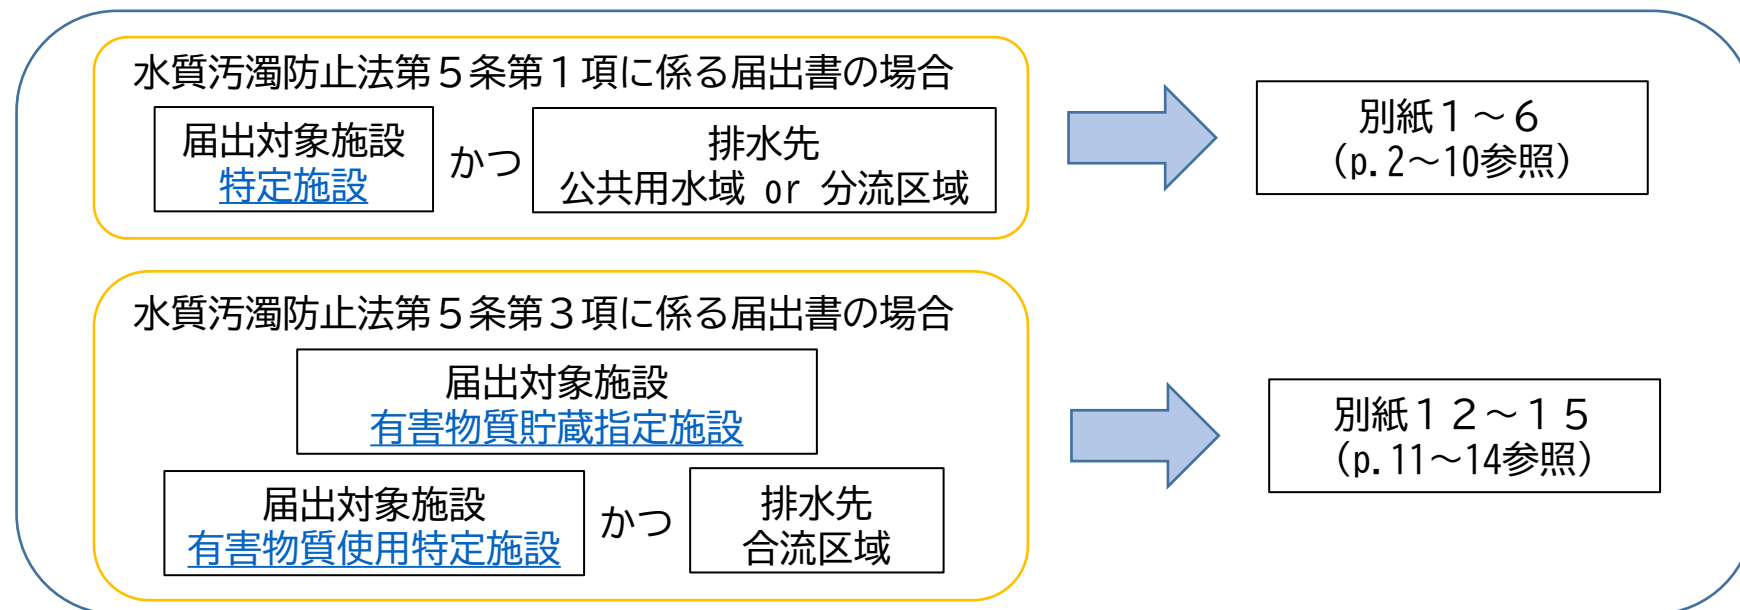 水質汚濁防止法第５条第１項に係る届出書の場合
届出対象施設
特定施設
かつ
排水先
公共用水域 or 分流区域
別紙１～６
(p.2～10参照)
水質汚濁防止法第５条第３項に係る届出書の場合
届出対象施設
有害物質貯蔵指定施設
届出対象施設
有害物質使用特定施設
かつ
排水先
合流区域
別紙１２～１５
(p.11～14参照)